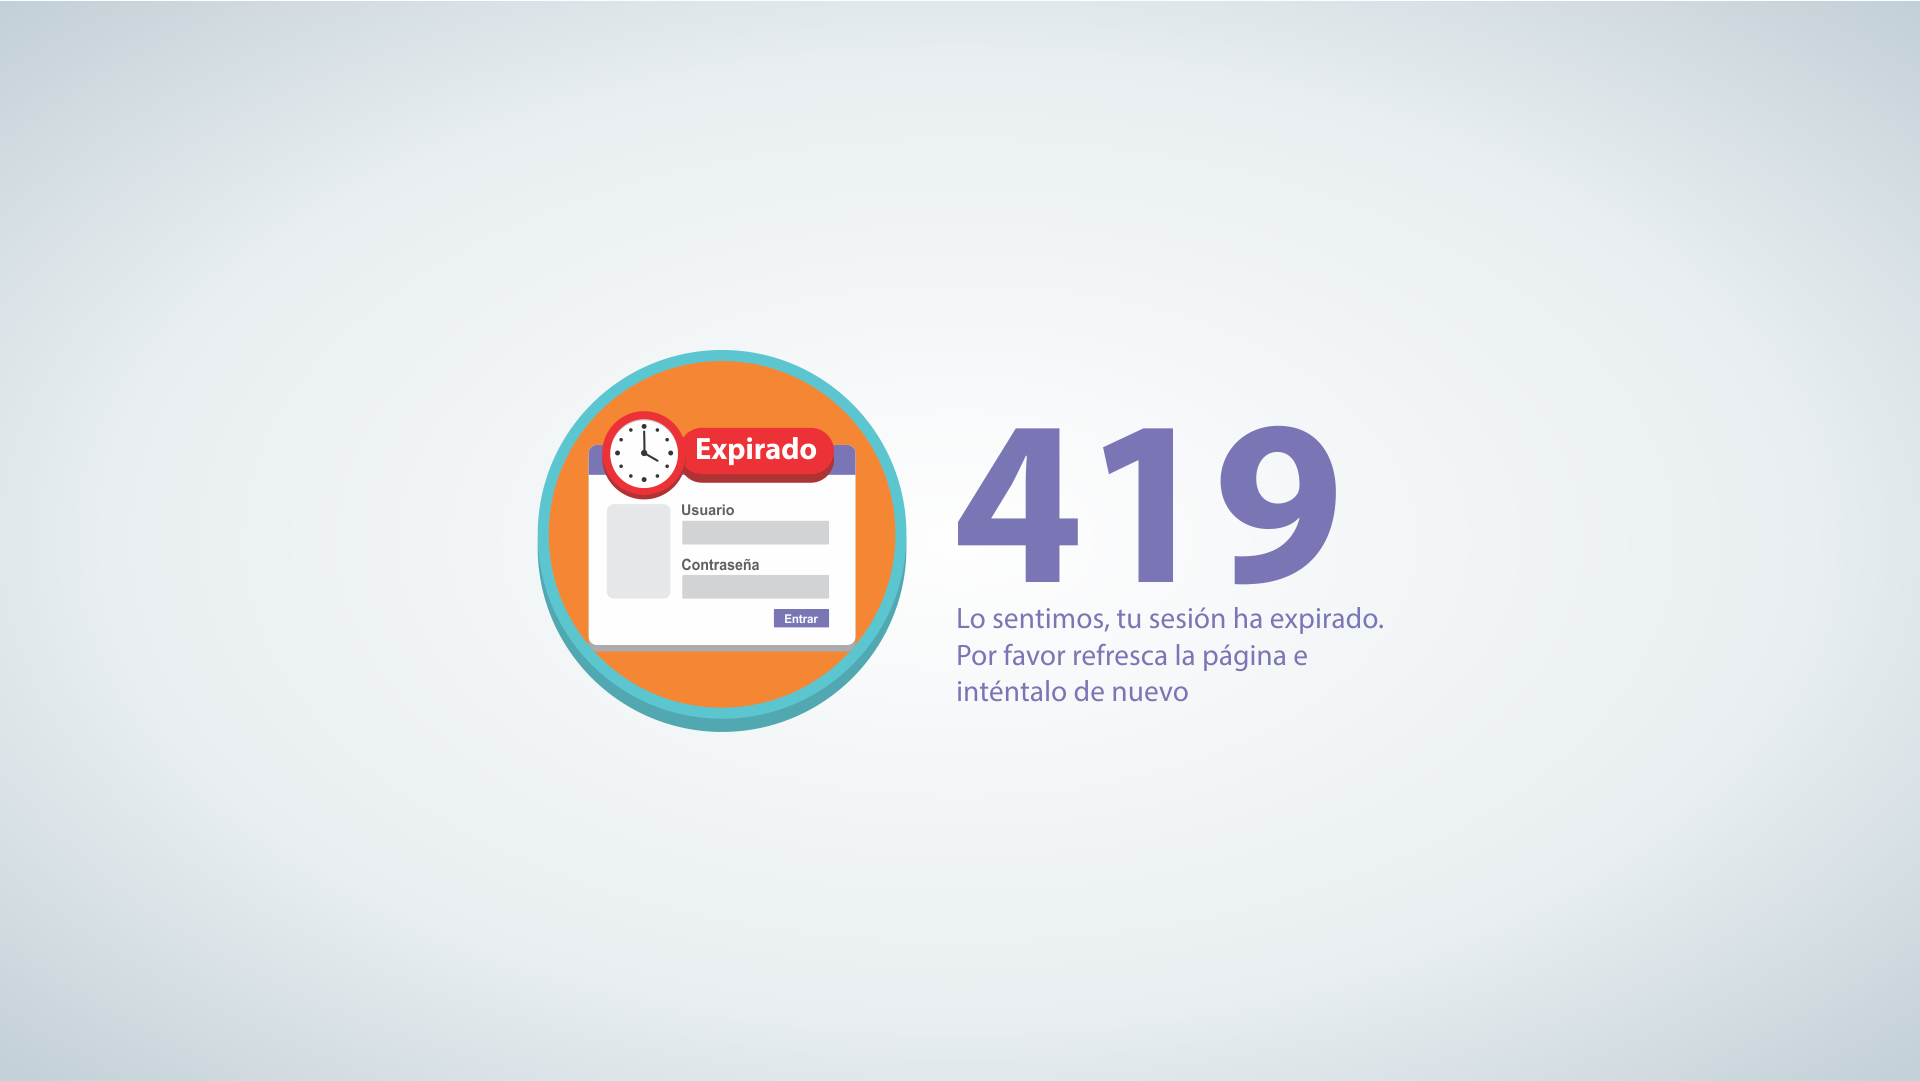 Expirado
Usuario
Contraseña
Entrar
419
Lo sentimos, tu sesión ha expirado.
Por favor refresca la página e
inténtalo de nuevo